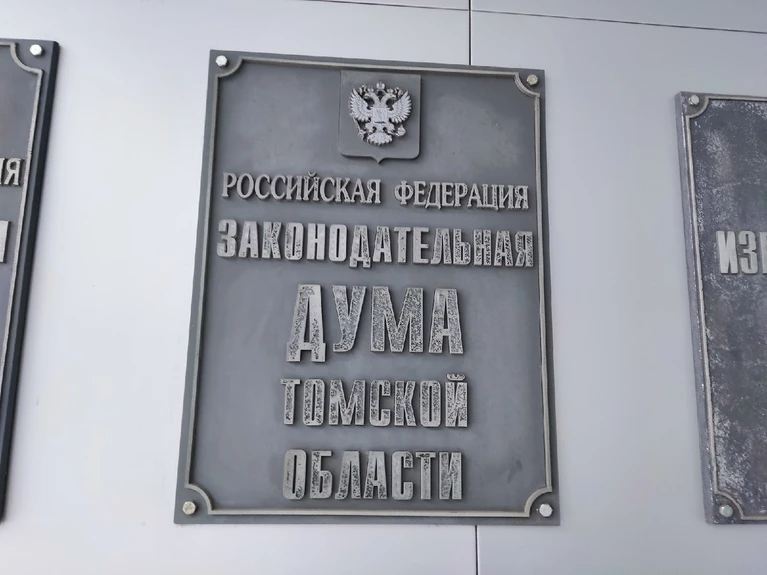 РОССИЙСКАЯ ФЕДЕРАЦИЯ
ЗАКОНОДАТЕЛЬНАЯ
ДУМА
ТОМСКОЙ
ОБЛАСТИ